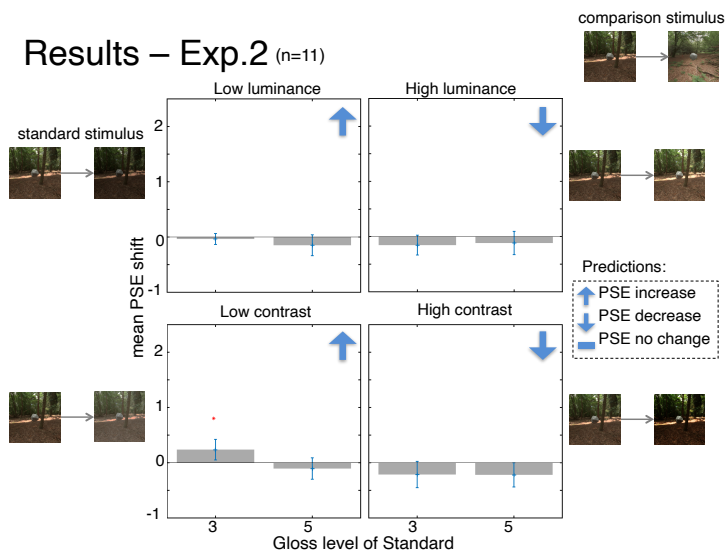 comparison stimulus
Results – Exp.2 (n=11)
Low luminance
High luminance
standard stimulus
2
1
0
-1
mean PSE shift
Predictions:
PSE increase
PSE decrease
PSE no change
Low contrast
High contrast
2
1
0
-1
3
5
3
5
Gloss level of Standard